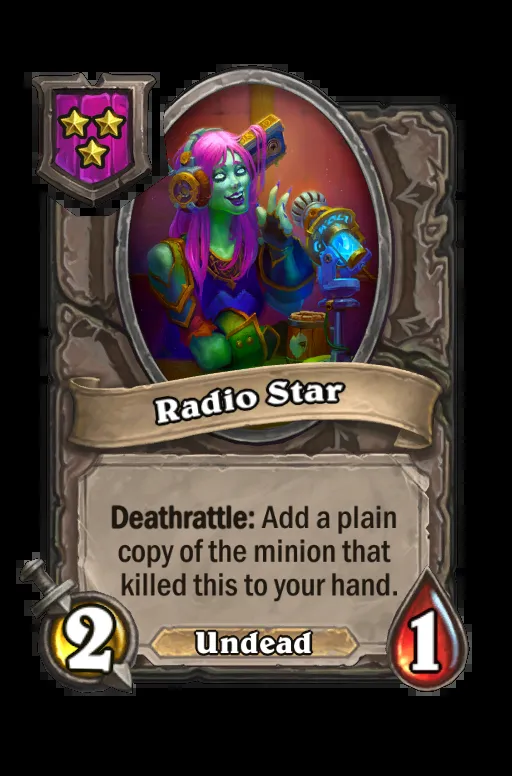 Radio Star
Deathrattle: Add a plain
copy of the minion that
killed this to your hand.
2
Undead
1